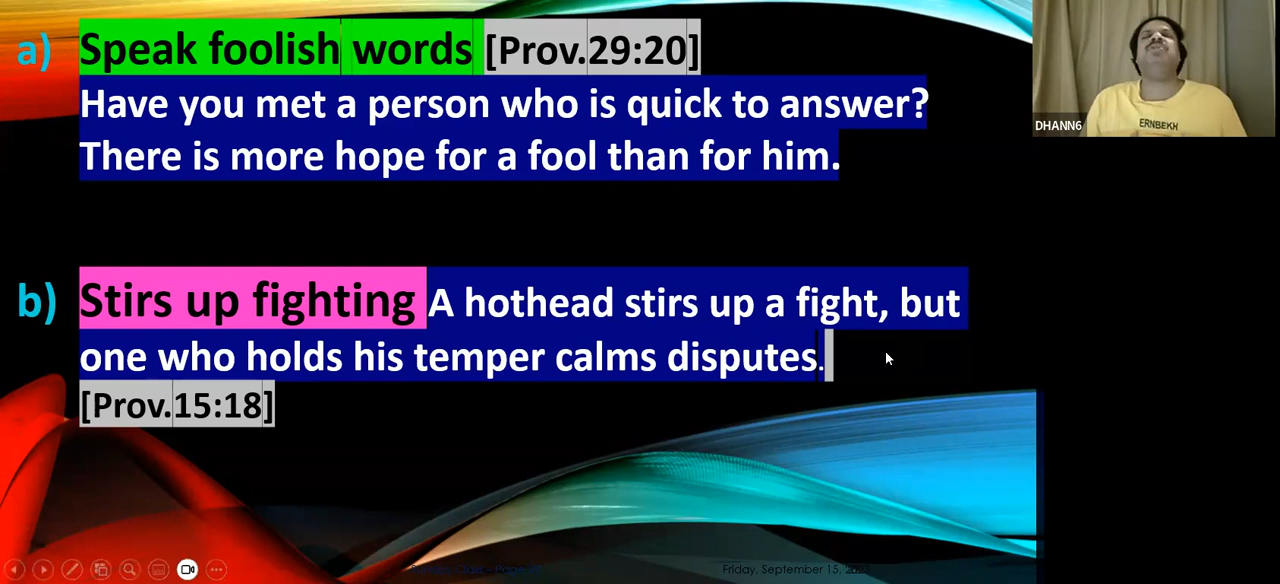 a) Speak foolish words [Prov.29:20]
Have you met a person who is quick to answer?
There is more hope for a fool than for him.
b) Stirs up fighting A hothead stirs up a fight, but
one who holds his temper calms disputes.
[Prov.15:18]
DHANN6
ERNBEKH
Friday, September 15,